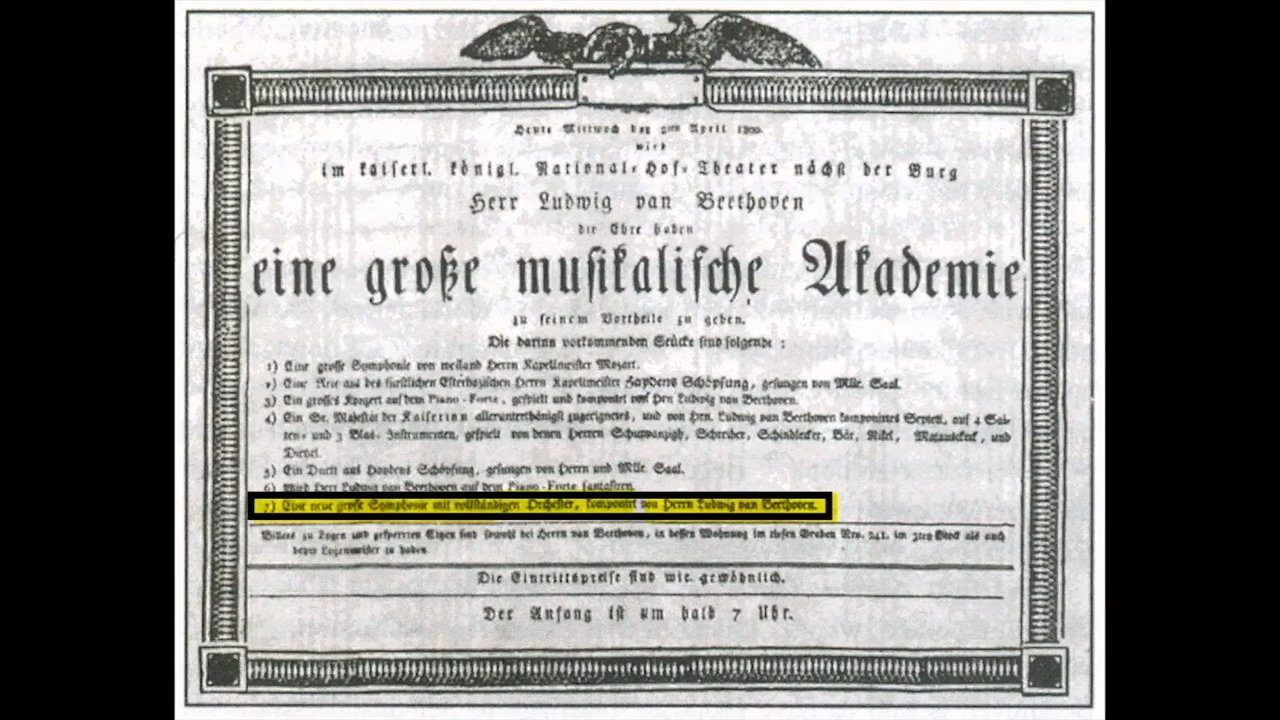 Heute Mittwoch den 2ten April 1800.
wird
im kaiserl. königl. National-Hof-Theater nächst der Burg
Herr Ludwig van Beethoven
die Ehre haben
eine große musikalische Akademie
zu seinem Vortheile zu geben.
Die darinn vorkommenden Stücke sind folgende:
1) Eine große Symphonie von weiland Herrn Kapellmeister Mozart.
2) Eine Arie aus des fürstlichen Esterhazischen Herrn Kapellmeister Haydens Schöpfung, gesungen von Mlle. Saal.
3) Ein großes Konzert auf dem Piano-Forte, gespielt und componirt von Hrn. Ludwig van Beethoven.
4) Ein Sr. Majestät der Kaiserinn allerunterthänigst zugeeignetes, und von Hrn. Ludwig van Beethoven komponirtes Septett, auf 4 Sai-
ten- und 3 Blas-Instrumenten, gespielt von denen Herren Schuppanzigh, Schreiber, Schindlecker, Bär, Nikel, Matauschek, und
Dietzel.
5) Ein Duett aus Haydens Schöpfung, gesungen von Herrn und Mlle. Saal.
6) Wird Herr Ludwig van Beethoven auf dem Piano-Forte fantasiren.
7) Eine neue große Symphonie mit vollständigem Orchester, komponirt von Herrn Ludwig van Beethoven.
Billets zu Logen und gesperrten Sitzen sind sowohl bei Herrn van Beethoven, in dessen Wohnung im tiefen Graben Nro. 241. im 3ten Stock als auch
beym Logenmeister zu haben.
Die Eintrittspreise sind wie gewöhnlich.
Der Anfang ist um halb 7 Uhr.